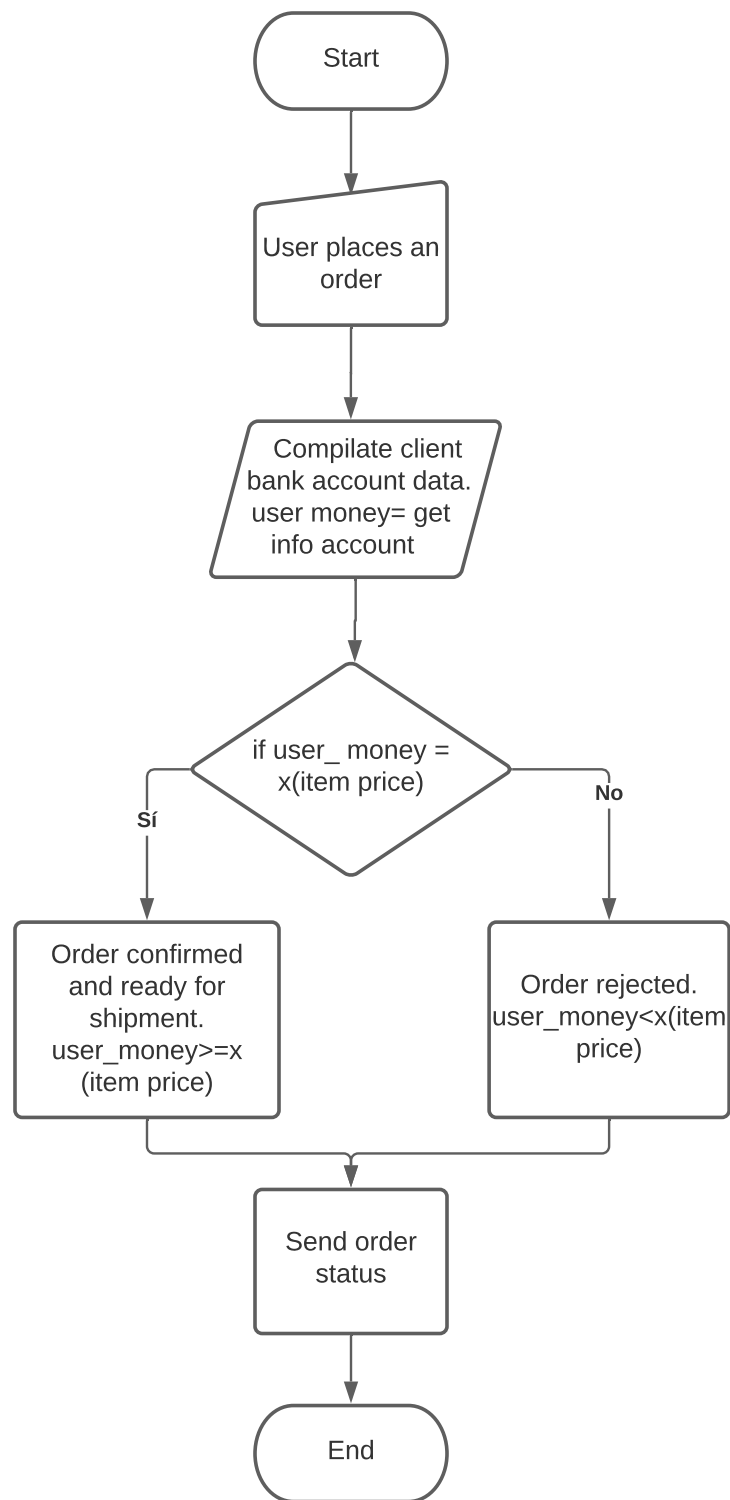 Start
User places an
order
Compilate client
bank account data.
user money= get
info account
if user_ money =
x(item price)
Sí
No
Order confirmed
and ready for
shipment.
user_money>=x
(item price)
Order rejected.
user_money<x(item
price)
Send order
status
End